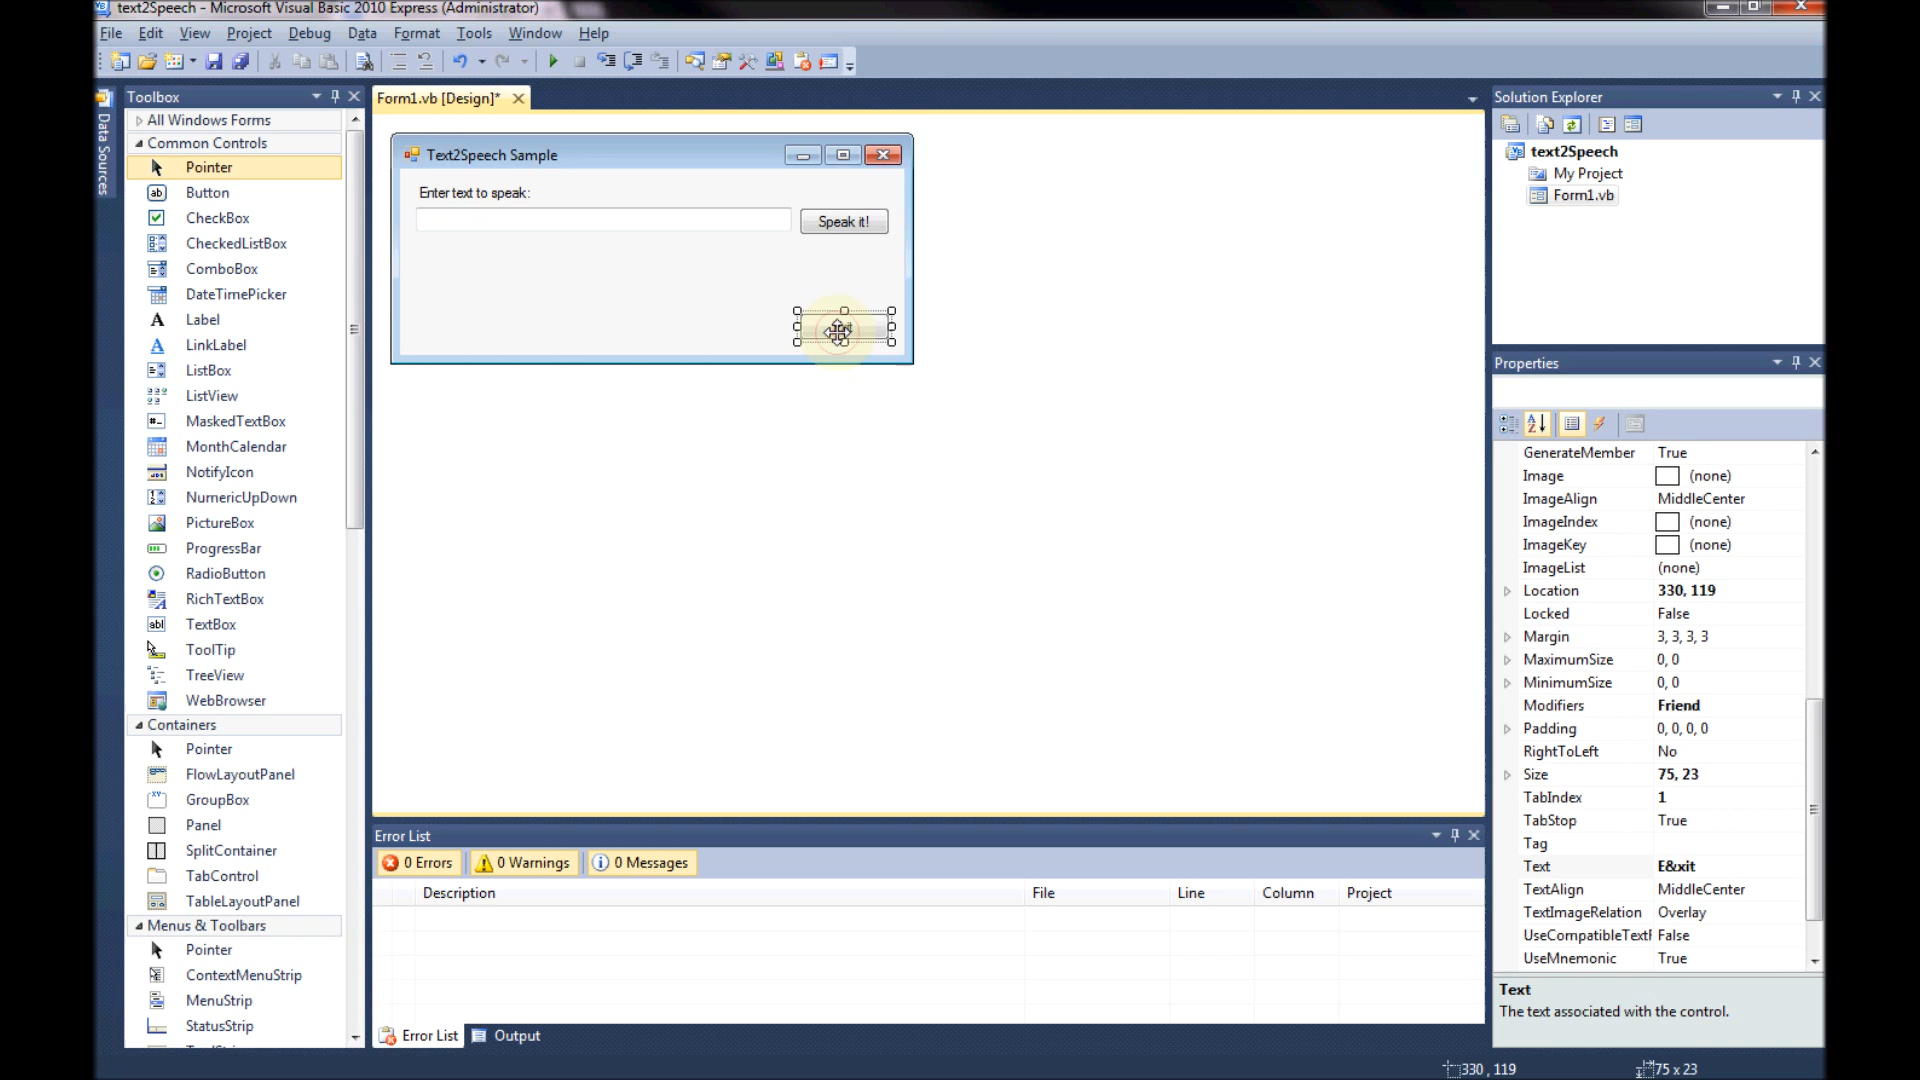 text2Speech - Microsoft Visual Basic 2010 Express (Administrator)
File Edit View Project Debug Data Format Tools Window Help
Data Sources
Toolbox
All Windows Forms
Common Controls
Pointer
Button
CheckBox
CheckedListBox
ComboBox
DateTimePicker
Label
LinkLabel
ListBox
ListView
MaskedTextBox
MonthCalendar
NotifyIcon
NumericUpDown
PictureBox
ProgressBar
RadioButton
RichTextBox
TextBox
ToolTip
TreeView
WebBrowser
Containers
Pointer
FlowLayoutPanel
GroupBox
Panel
SplitContainer
TabControl
TableLayoutPanel
Menus & Toolbars
Pointer
ContextMenuStrip
MenuStrip
StatusStrip
Form1.vb [Design]*
Text2Speech Sample
Enter text to speak:
Speak it!
Error List
0 Errors 0 Warnings 0 Messages
Description File Line Column Project
Error List Output
Solution Explorer
text2Speech
My Project
Form1.vb
Properties
GenerateMember True
Image (none)
ImageAlign MiddleCenter
ImageIndex (none)
ImageKey (none)
ImageList (none)
Location 330, 119
Locked False
Margin 3, 3, 3, 3
MaximumSize 0, 0
MinimumSize 0, 0
Modifiers Friend
Padding 0, 0, 0, 0
RightToLeft No
Size 75, 23
TabIndex 1
TabStop True
Tag
Text E&xit
TextAlign MiddleCenter
TextImageRelation Overlay
UseCompatibleTextR False
UseMnemonic True
Text
The text associated with the control.
330 , 119 75 x 23